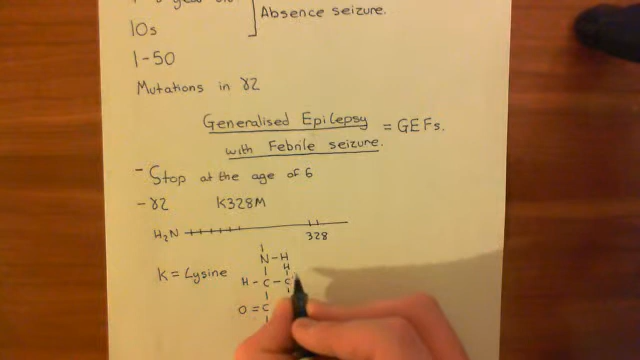 10s
Absence seizure.
1-50
Mutations in γ2
Generalised Epilepsy
with Febrile seizure. = GEFs.
- Stop at the age of 6
- γ2 K328M
H₂N 328
K = Lysine
N-H
H
H-C-C
O=C